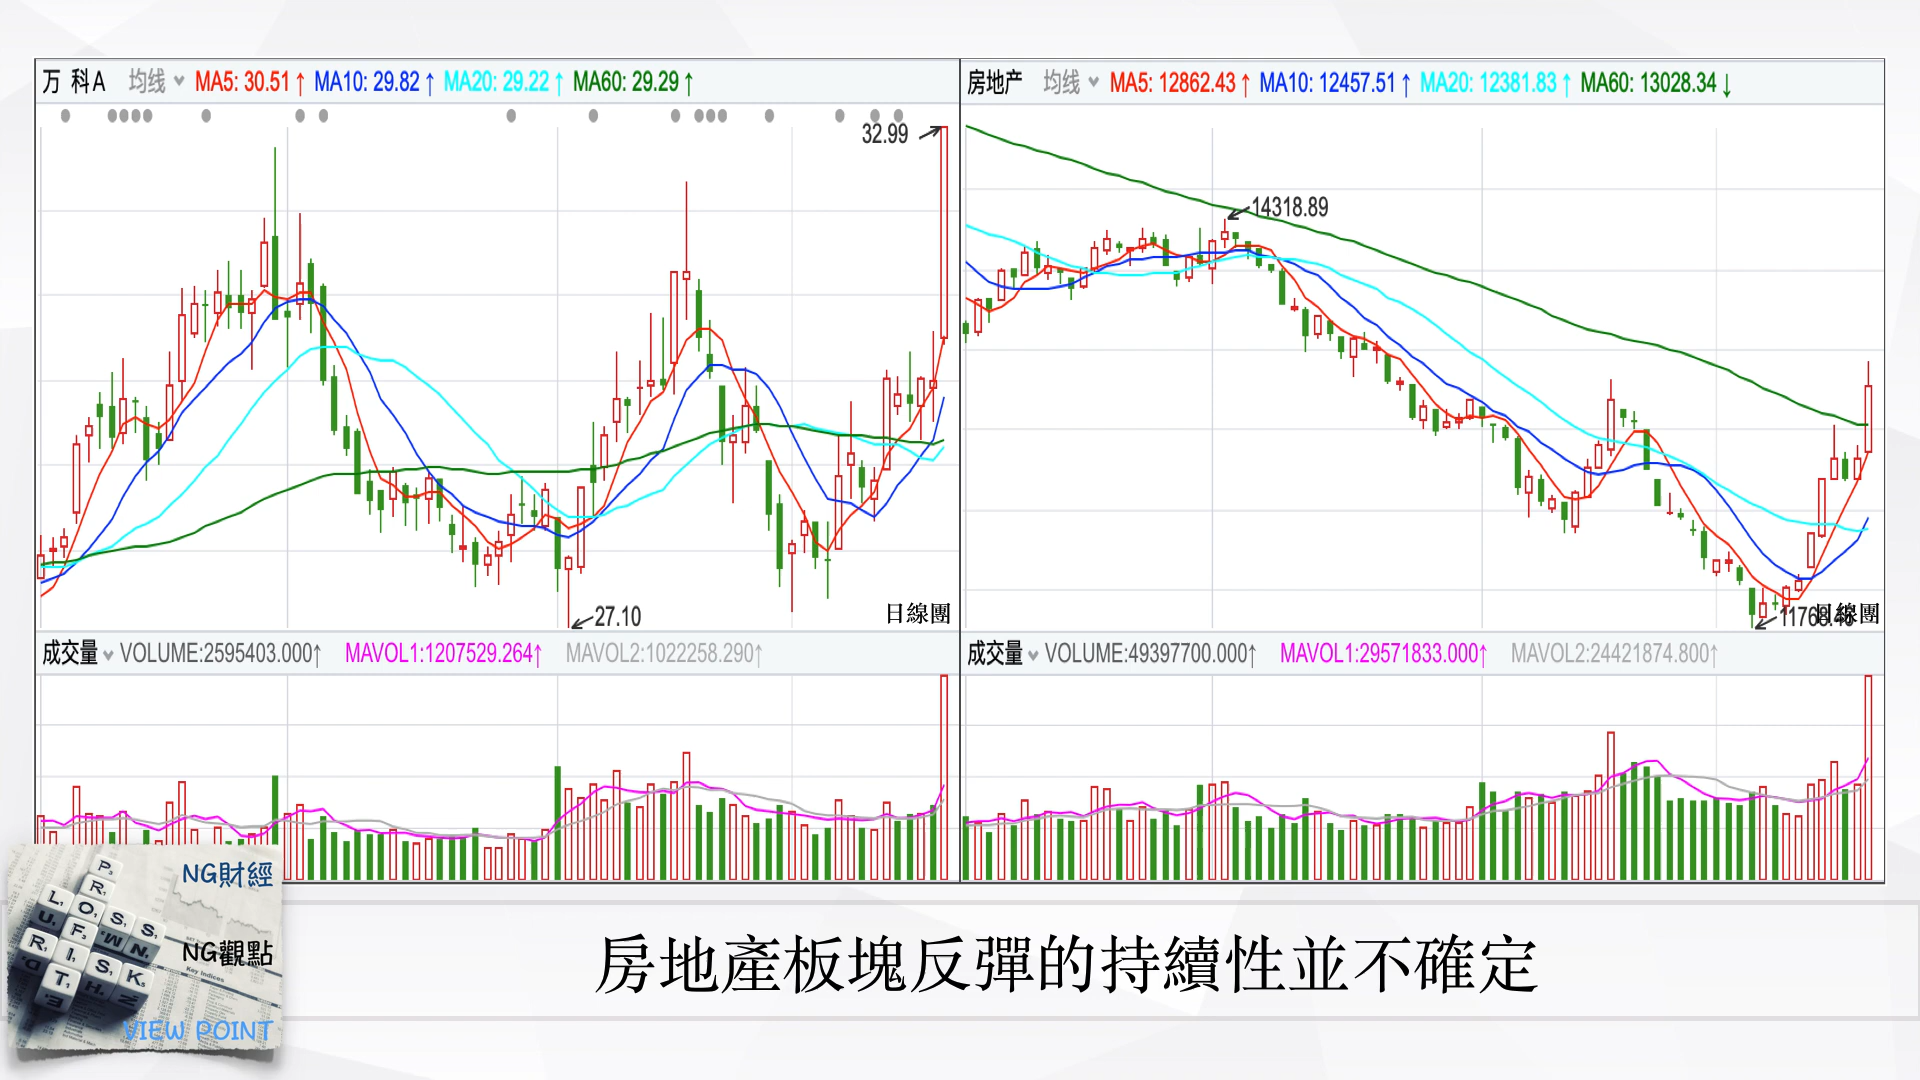 万 科A 均线 MA5: 30.51↑ MA10: 29.82↑ MA20: 29.22↑ MA60: 29.29↑
32.99
27.10
日線圖
成交量 VOLUME:2595403.000↑ MAVOL1:1207529.264↑ MAVOL2:1022258.290↑
房地产 均线 MA5: 12862.43↑ MA10: 12457.51↑ MA20: 12381.83↑ MA60: 13028.34↓
14318.89
日線圖
成交量 VOLUME:49397700.000↑ MAVOL1:29571833.000↑ MAVOL2:24421874.800↑
NG財經
NG觀點
VIEW POINT
Key Indices
房地產板塊反彈的持續性並不確定